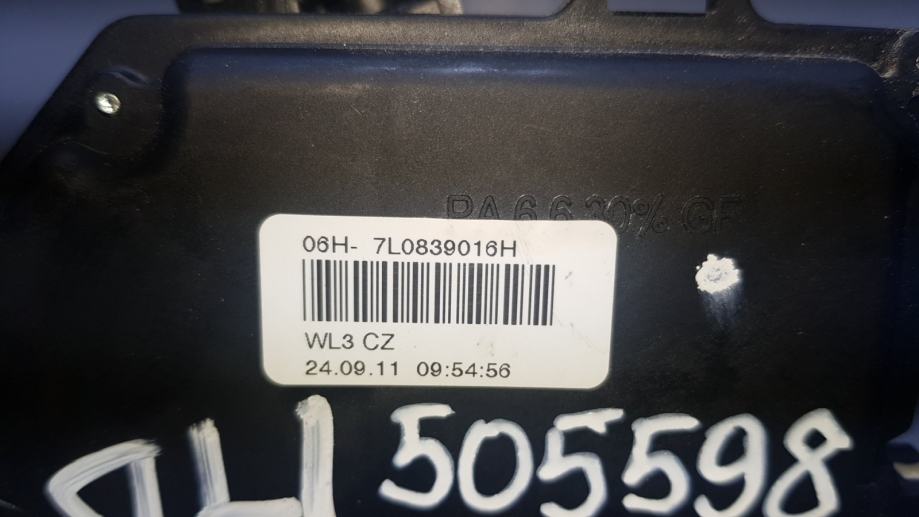 PA 6.6 30% GF
06H- 7L0839016H
WL3 CZ
24.09.11 09:54:56
505598